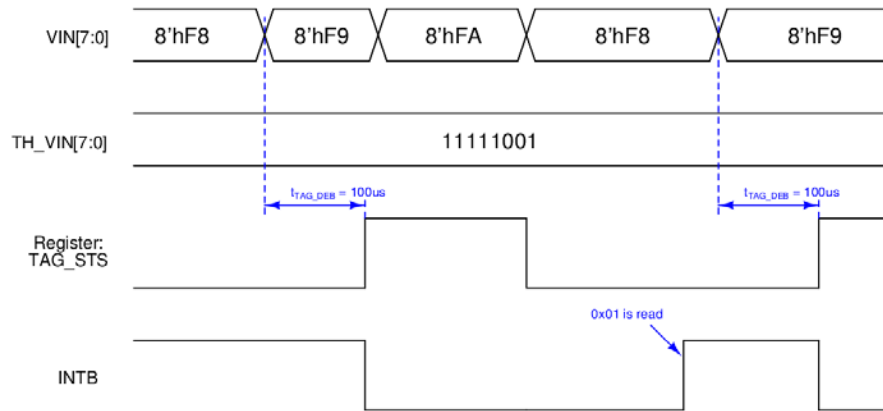 VIN[7:0] 8'hF8 8'hF9 8'hFA 8'hF8 8'hF9
TH_VIN[7:0] 11111001
tTAG_DEB = 100us tTAG_DEB = 100us
Register:
TAG_STS
0x01 is read
INTB